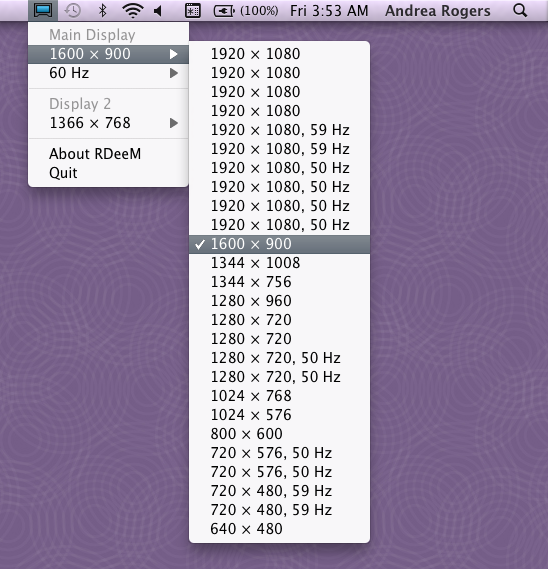 (100%) Fri 3:53 AM Andrea Rogers
Main Display
1600 × 900
60 Hz
Display 2
1366 × 768
About RDeeM
Quit
1920 × 1080
1920 × 1080
1920 × 1080
1920 × 1080
1920 × 1080, 59 Hz
1920 × 1080, 59 Hz
1920 × 1080, 50 Hz
1920 × 1080, 50 Hz
1920 × 1080, 50 Hz
1920 × 1080, 50 Hz
✓ 1600 × 900
1344 × 1008
1344 × 756
1280 × 960
1280 × 720
1280 × 720
1280 × 720, 50 Hz
1280 × 720, 50 Hz
1024 × 768
1024 × 576
800 × 600
720 × 576, 50 Hz
720 × 576, 50 Hz
720 × 480, 59 Hz
720 × 480, 59 Hz
640 × 480